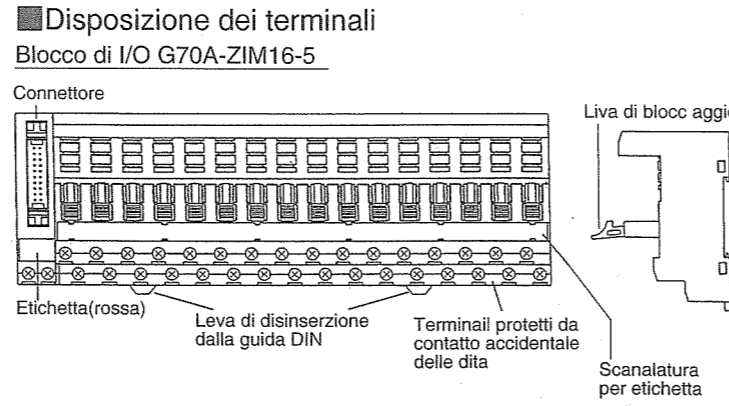 Disposizione dei terminali
Blocco di I/O G70A-ZIM16-5
Connettore
Liva di blocc aggi
Etichetta(rossa)
Leva di disinserzione
dalla guida DIN
Terminail protetti da
contatto accidentale
delle dita
Scanalatura
per etichetta